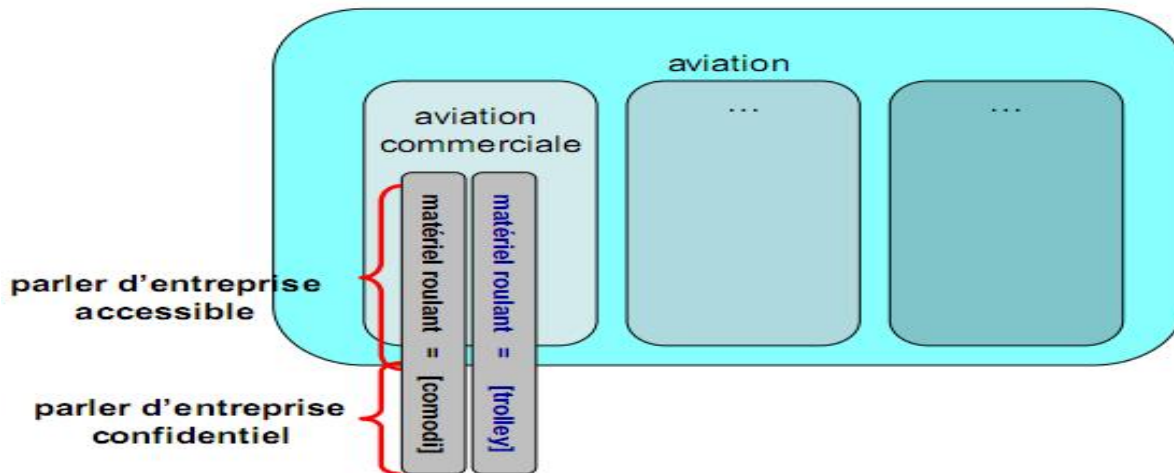 aviation
aviation
commerciale
...
...
matériel roulant = [comodi]
matériel roulant = [trolley]
parler d’entreprise
accessible
parler d’entreprise
confidentiel